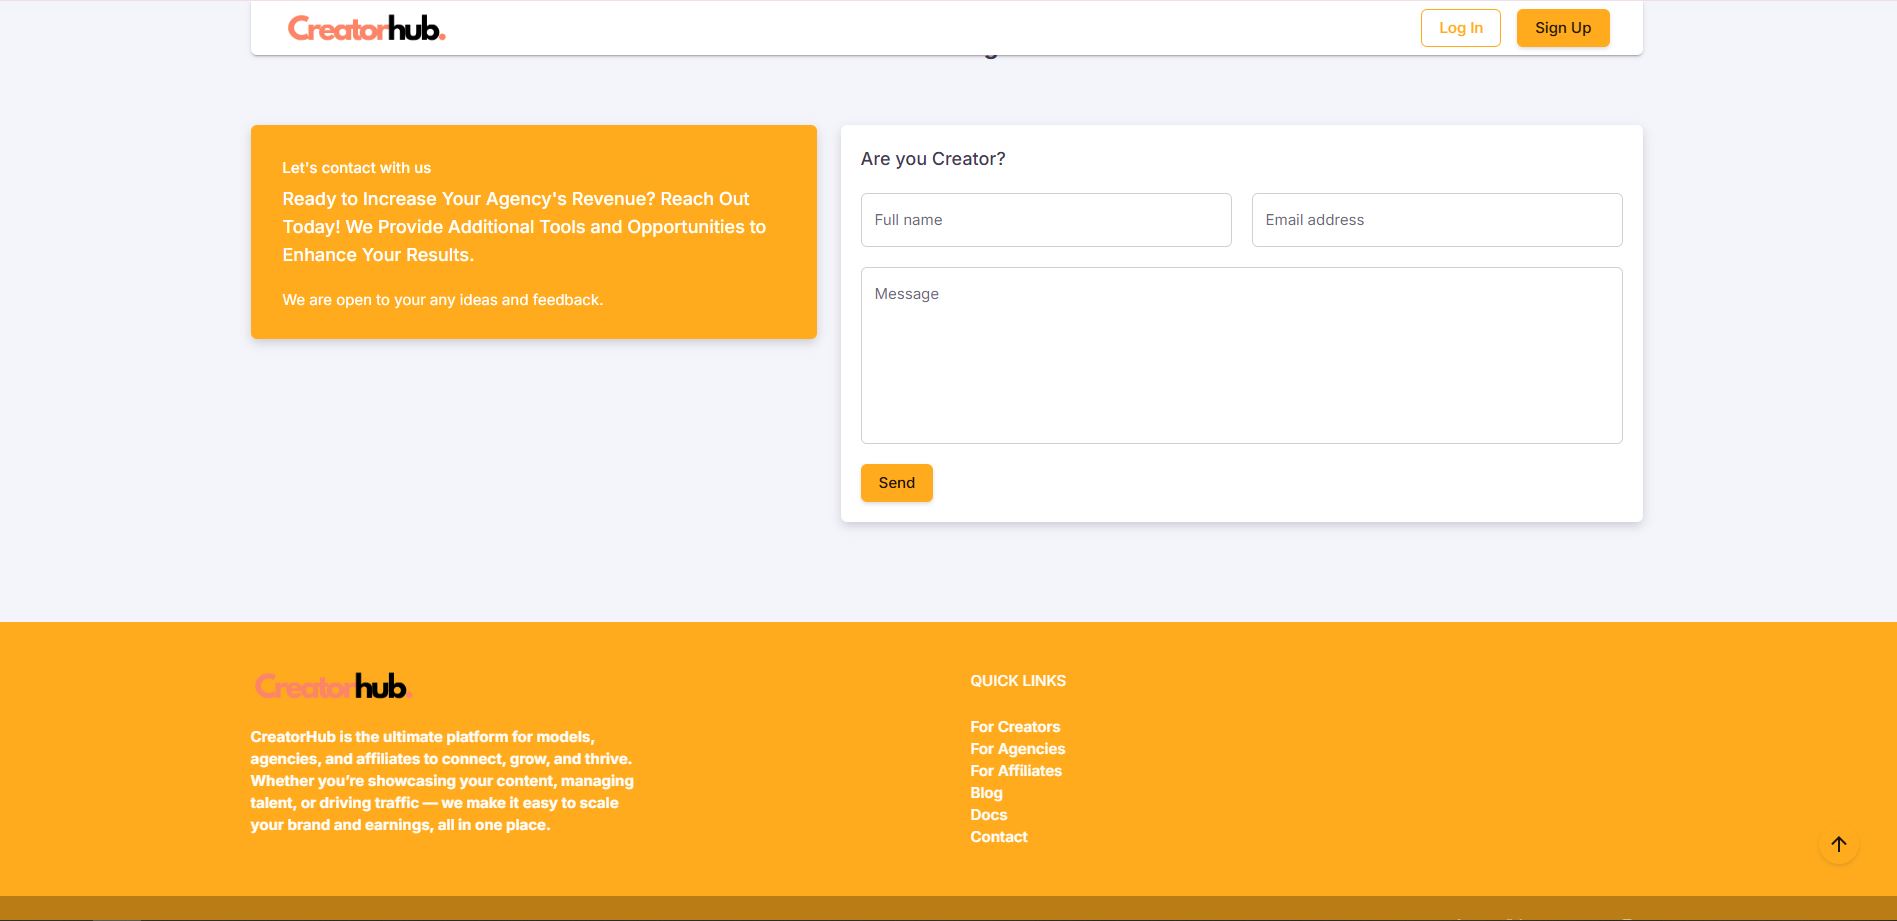 Creatorhub.
Log In
Sign Up
Let's contact with us
Ready to Increase Your Agency's Revenue? Reach Out
Today! We Provide Additional Tools and Opportunities to
Enhance Your Results.
We are open to your any ideas and feedback.
Are you Creator?
Full name
Email address
Message
Send
Creatorhub.
CreatorHub is the ultimate platform for models,
agencies, and affiliates to connect, grow, and thrive.
Whether you’re showcasing your content, managing
talent, or driving traffic — we make it easy to scale
your brand and earnings, all in one place.
QUICK LINKS
For Creators
For Agencies
For Affiliates
Blog
Docs
Contact